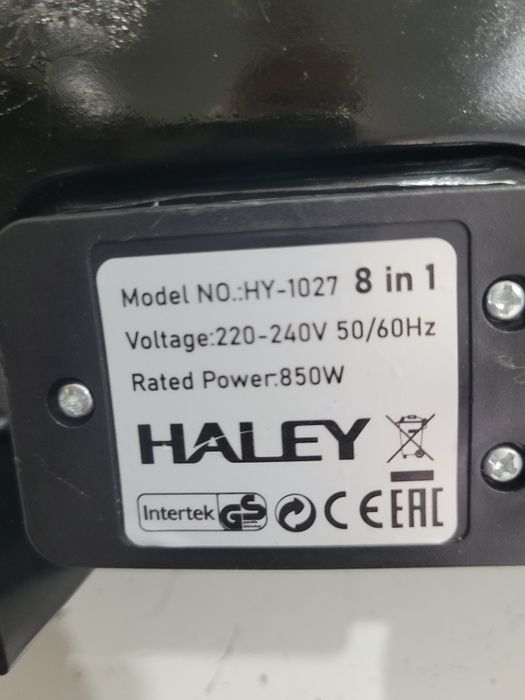 Model NO.:HY-1027 8 in 1
Voltage:220-240V 50/60Hz
Rated Power:850W
HALEY
Intertek GS CE EAC